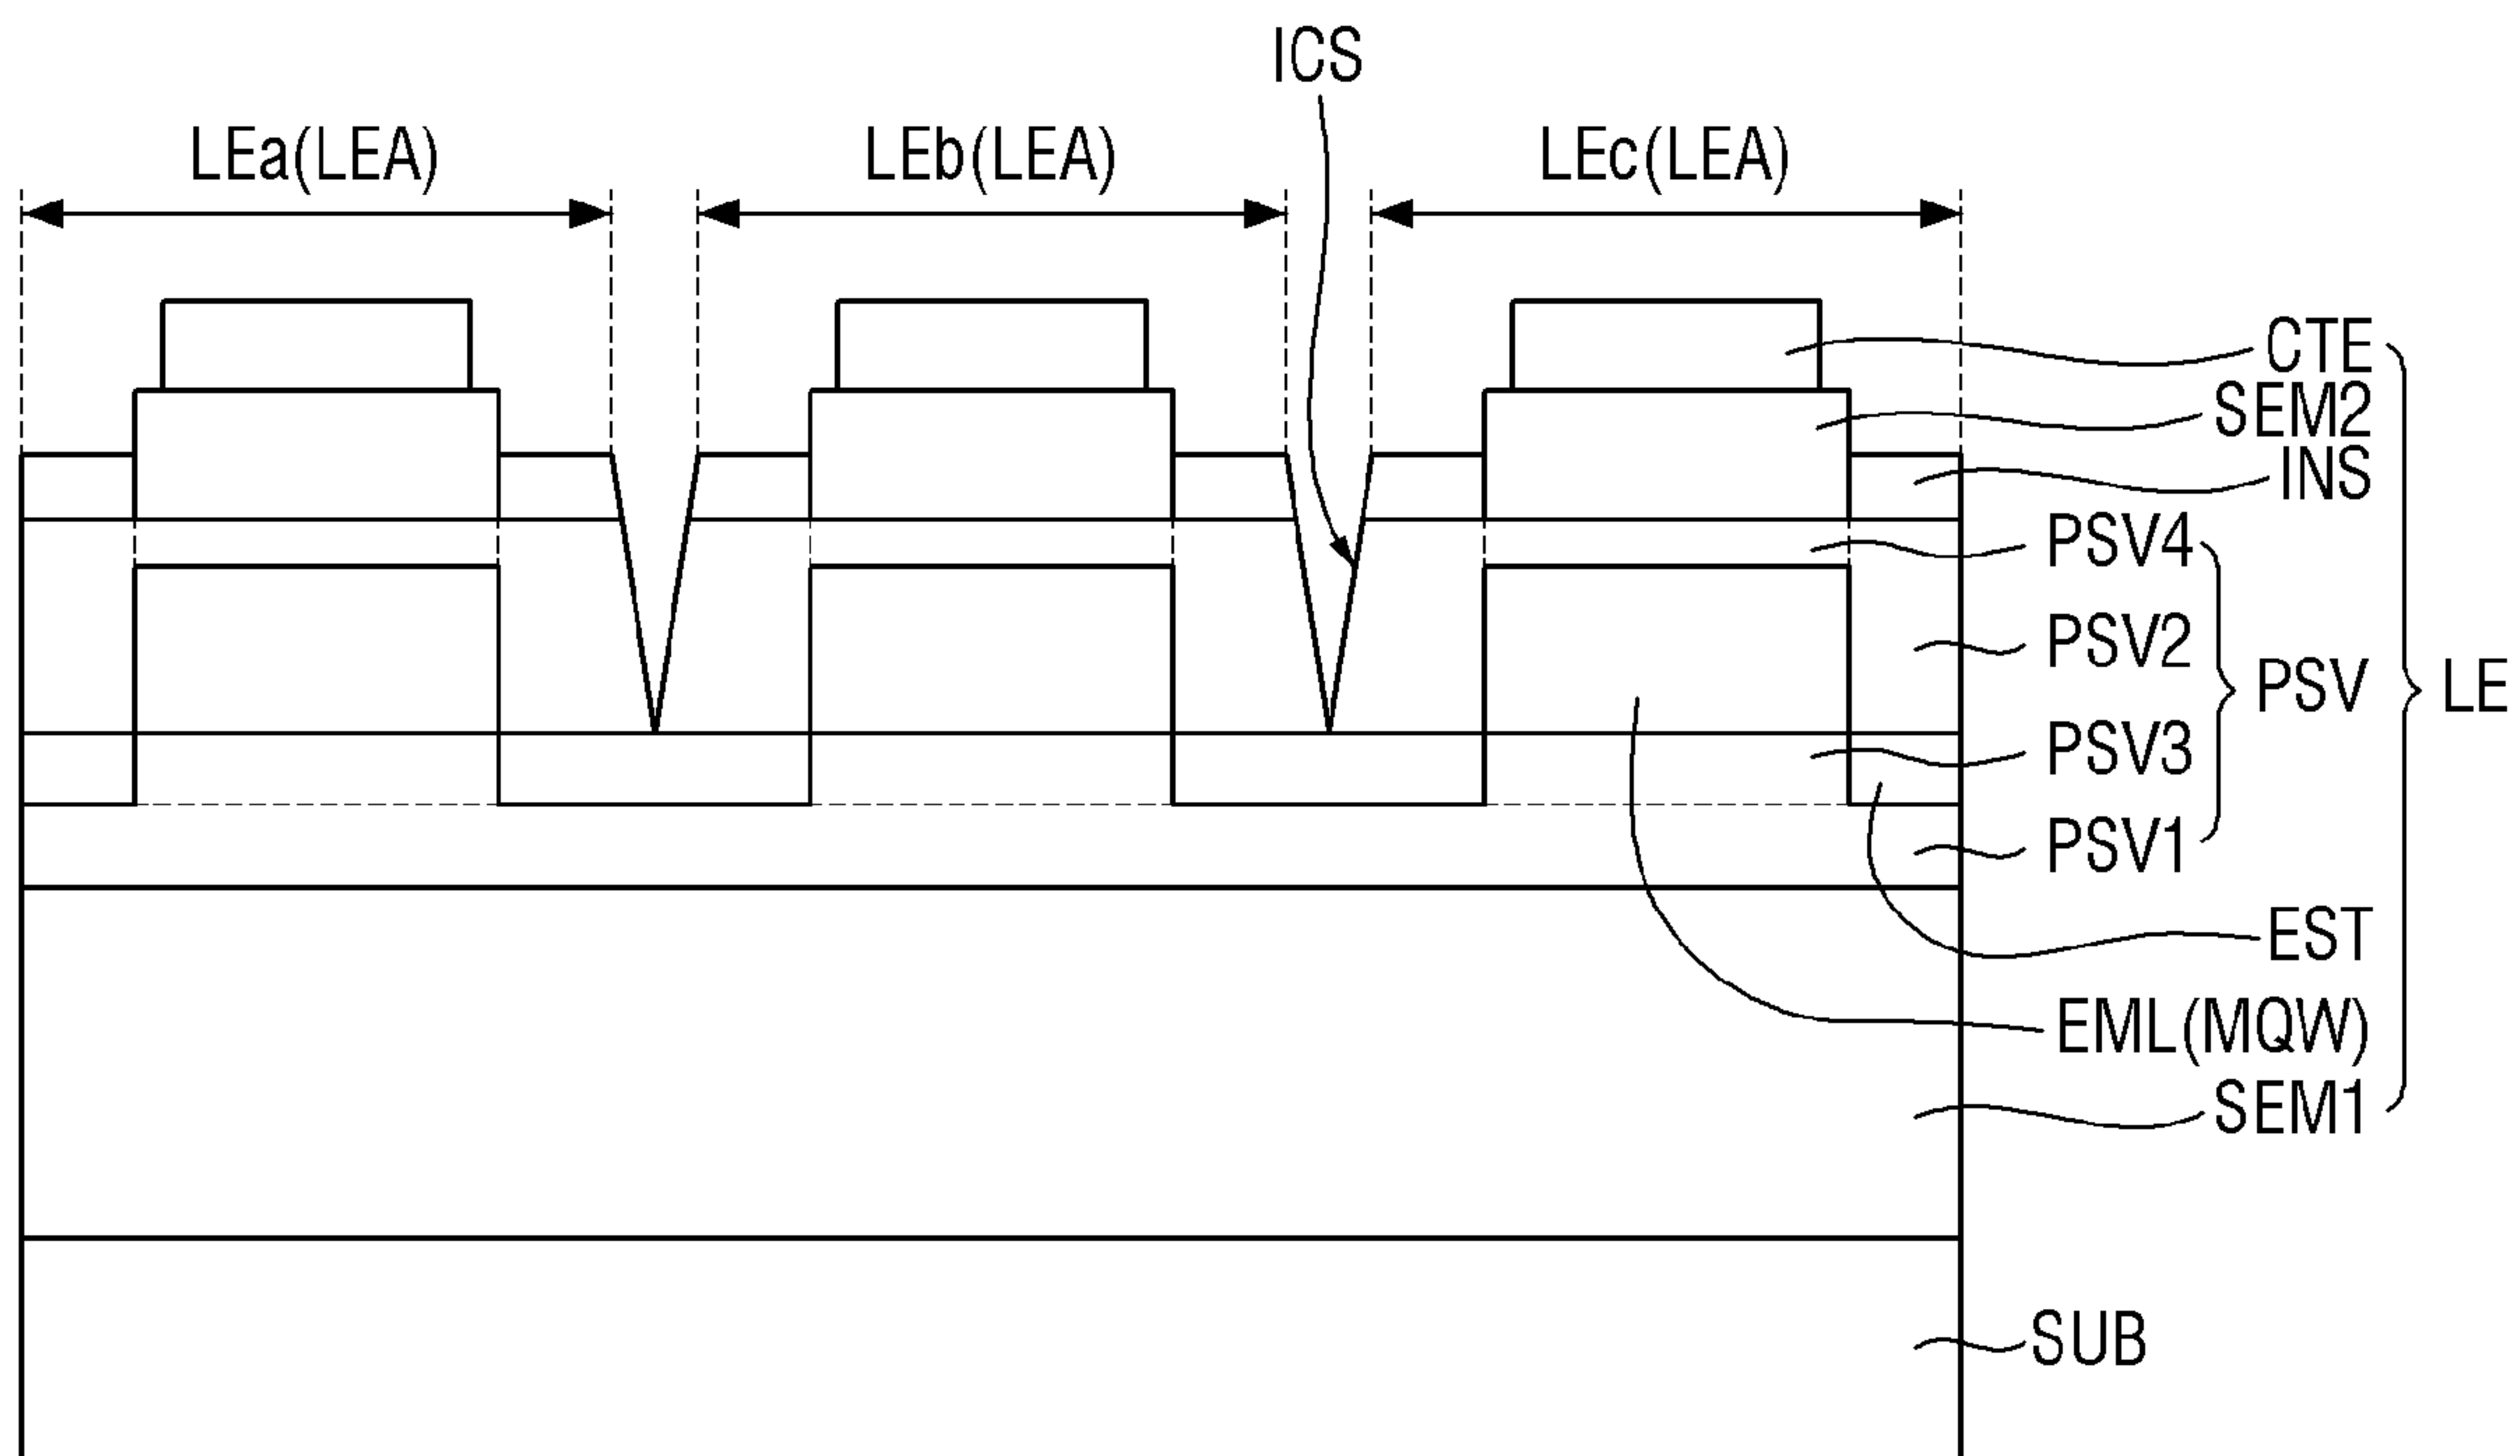 ICS
LEa(LEA)
LEb(LEA)
LEc(LEA)
CTE
SEM2
INS
PSV4
PSV2
PSV
LE
PSV3
PSV1
EST
EML(MQW)
SEM1
SUB